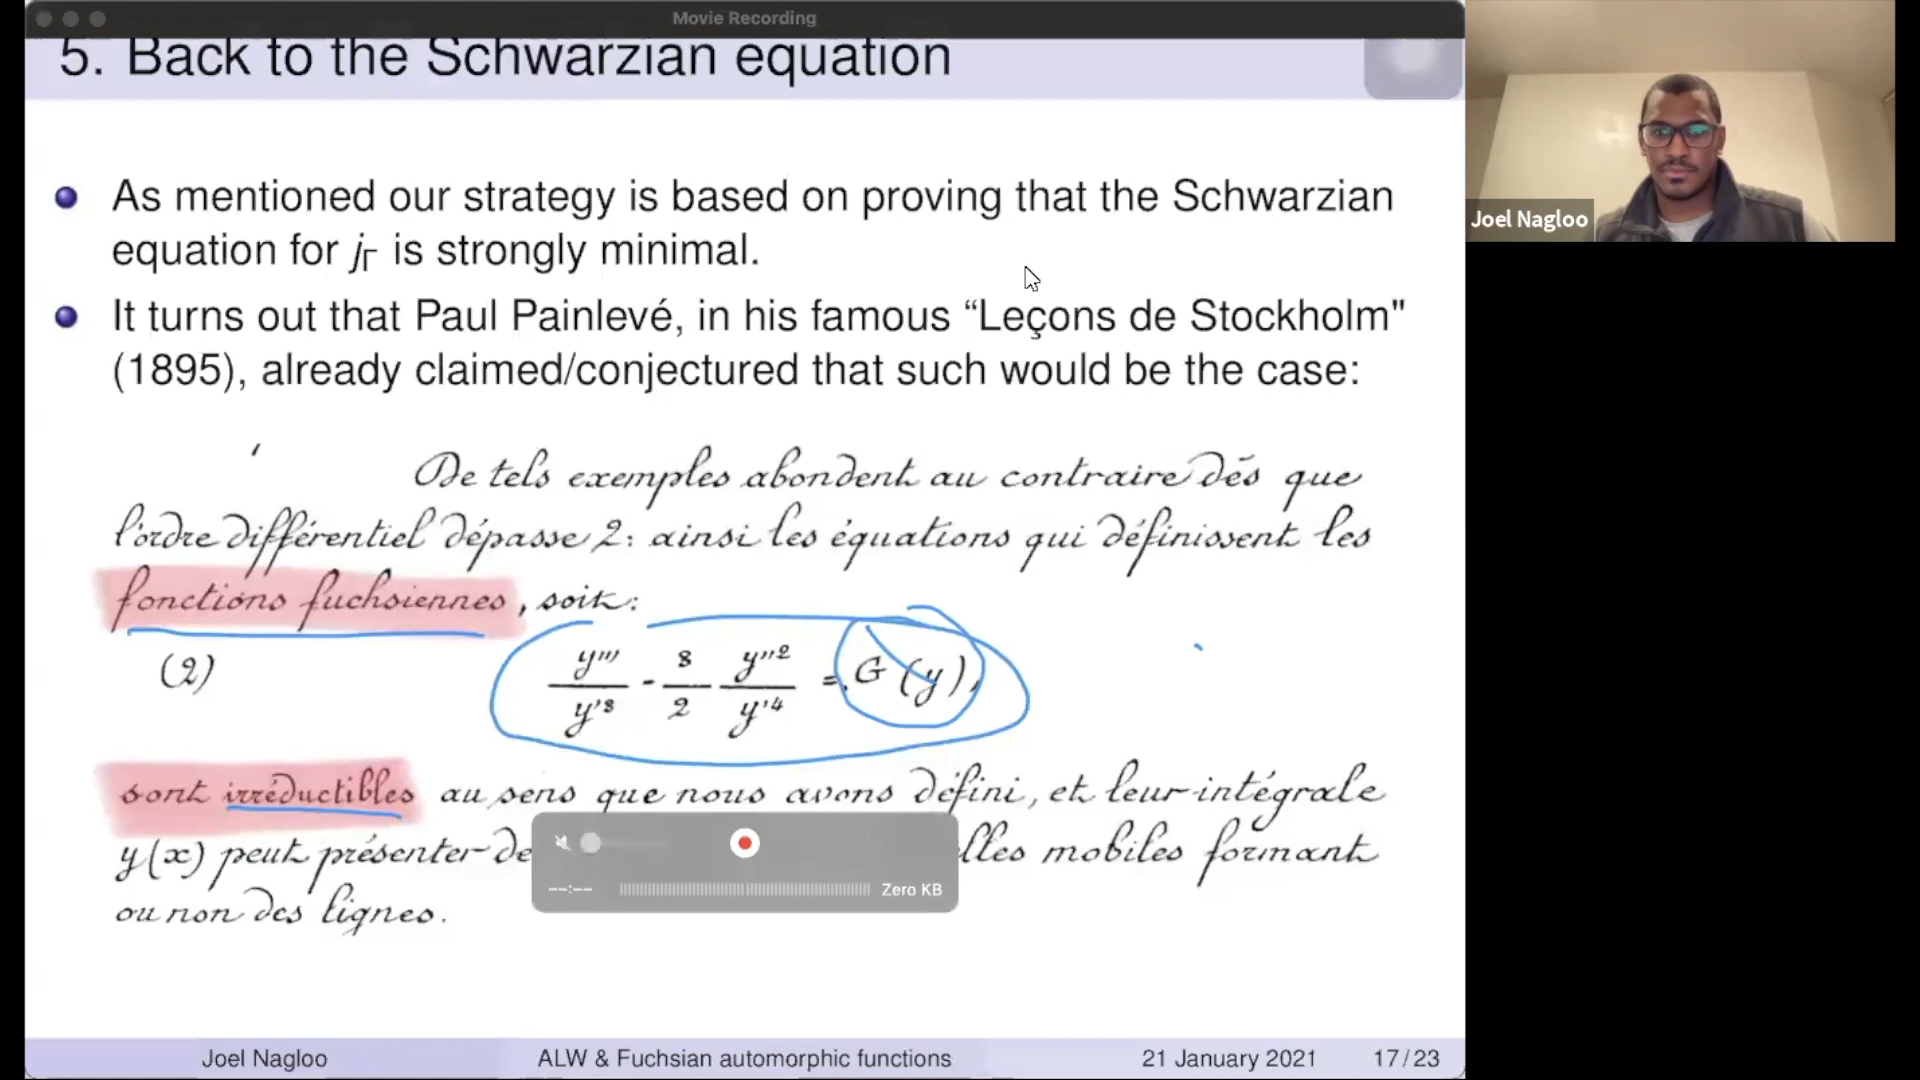 Movie Recording
5. Back to the Schwarzian equation
Joel Nagloo
As mentioned our strategy is based on proving that the Schwarzian
equation for jΓ is strongly minimal.
It turns out that Paul Painlevé, in his famous “Leçons de Stockholm"
(1895), already claimed/conjectured that such would be the case:
De tels exemples abondent au contraire dès que
l'ordre différentiel dépasse 2: ainsi les équations qui définissent les
fonctions fuchsiennes, soit:
(2) y'''/y'3 - 3/2 y''2/y'4 = G(y),
sont irréductibles au sens que nous avons défini, et leur intégrale
y(x) peut présenter de lles mobiles formant
ou non des lignes.
--:-- Zero KB
Joel Nagloo ALW & Fuchsian automorphic functions 21 January 2021 17/23